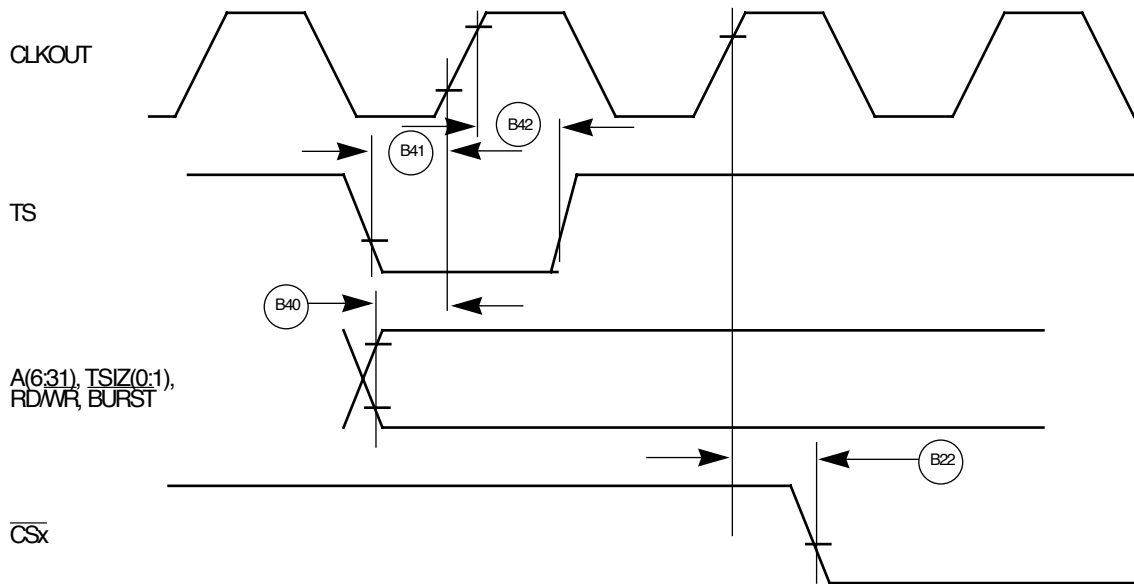 CLKOUT
B42
B41
TS
B40
A(6:31), TSIZ(0:1),
RD/WR, BURST
B22
CSx